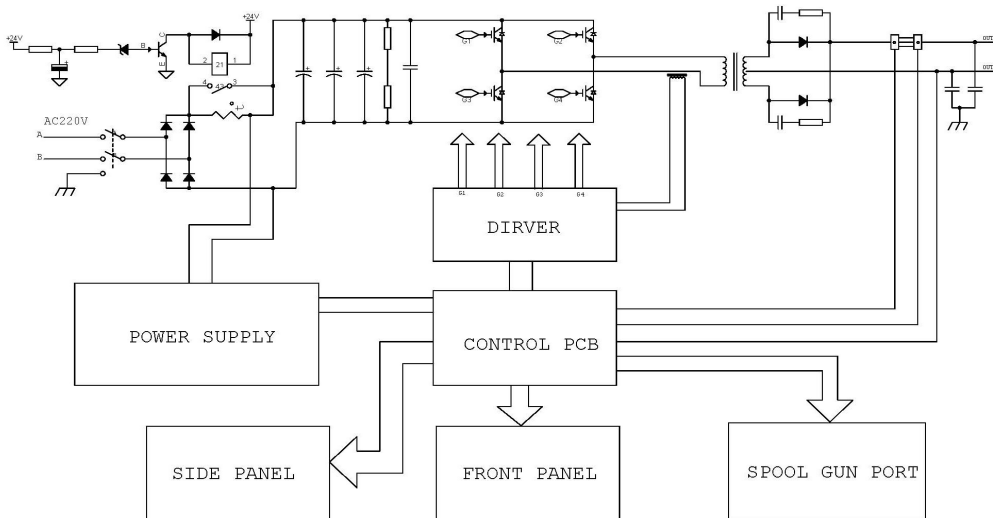 +24V
+24V
B
C
E
2
21
1
4
43
3
t°
AC220V
A
B
G1
G2
G3
G4
OUT
OUT
G1
G2
G3
G4
DIRVER
POWER SUPPLY
CONTROL PCB
SIDE PANEL
FRONT PANEL
SPOOL GUN PORT